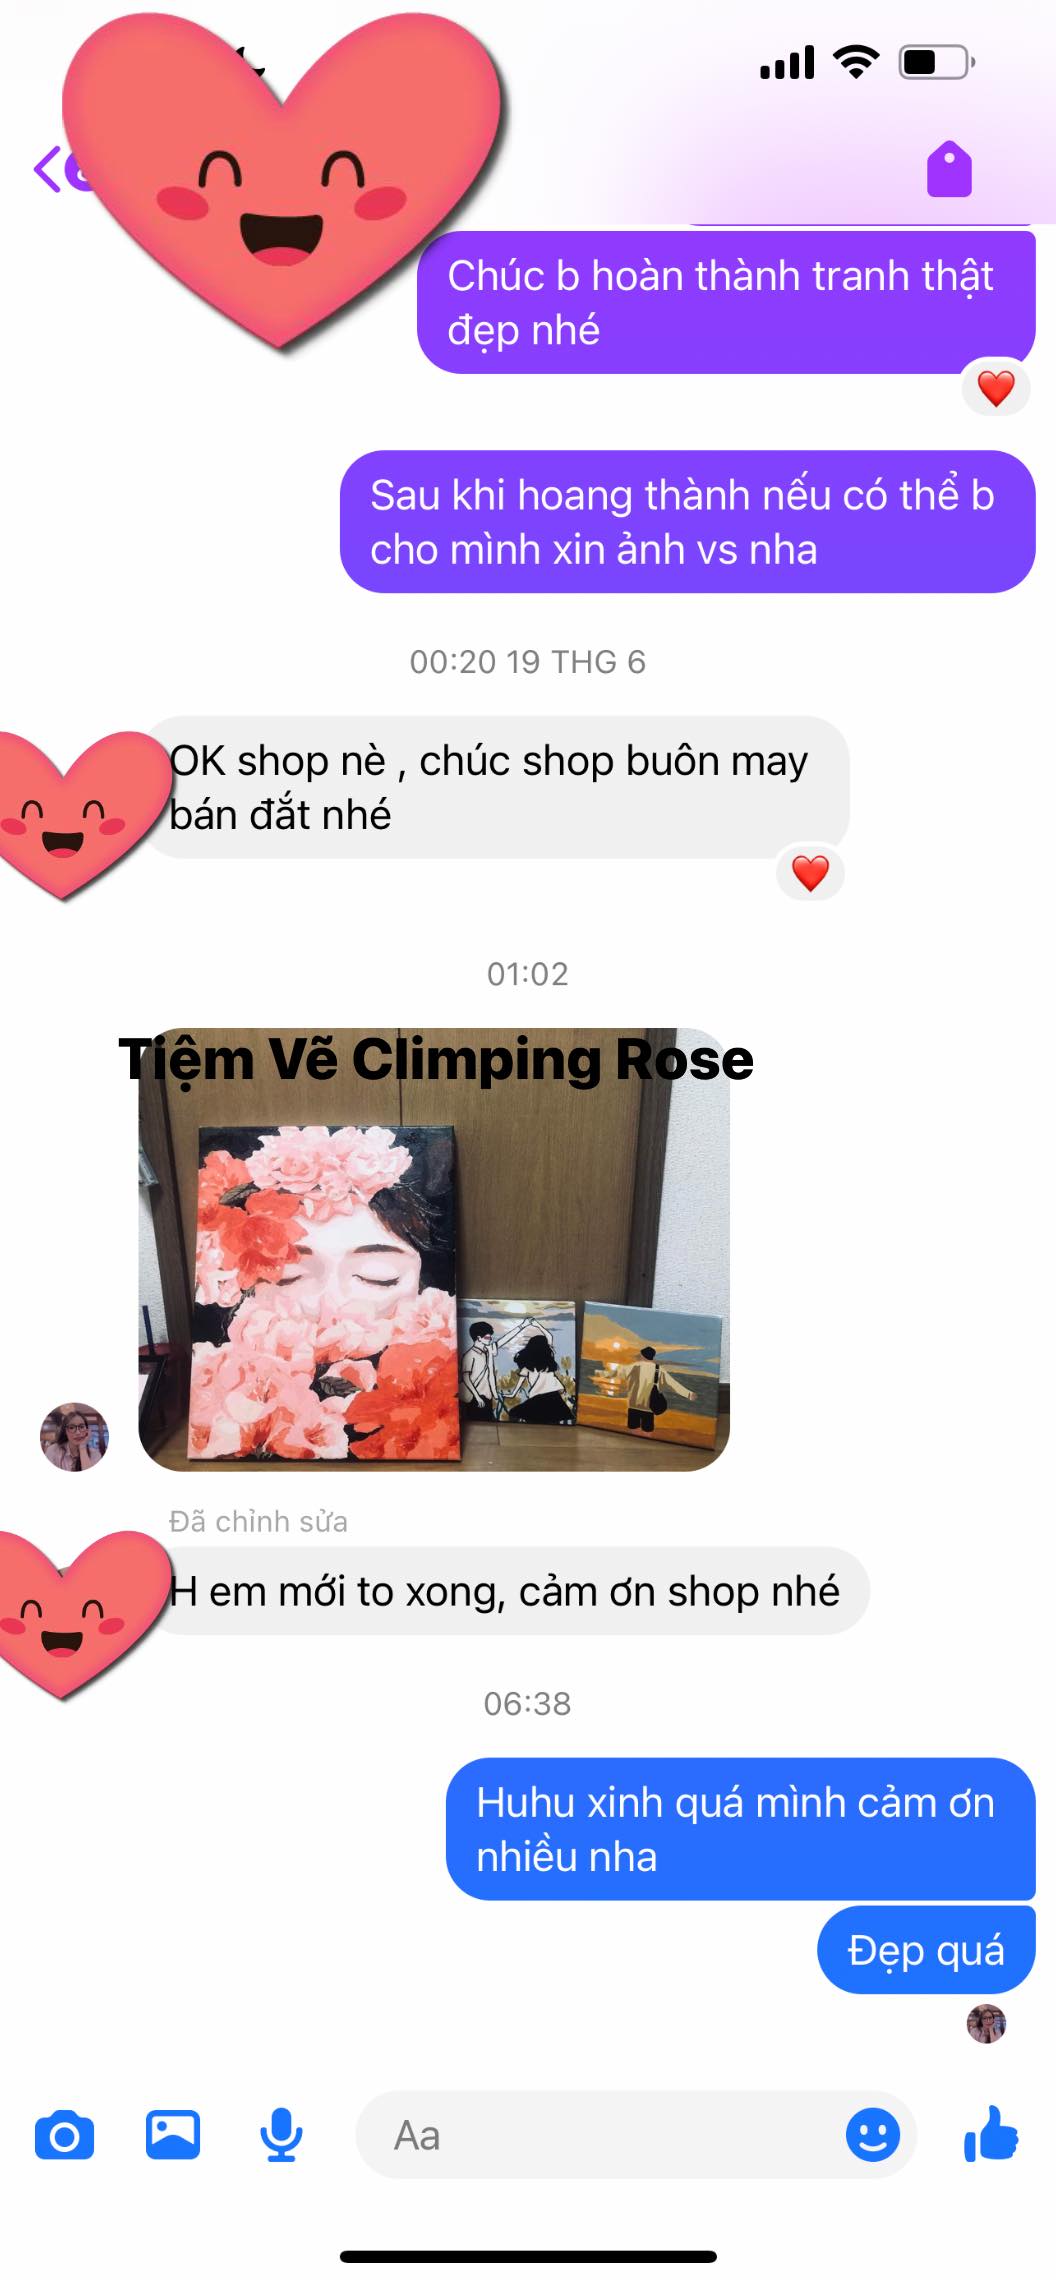 Chúc b hoàn thành tranh thật
đẹp nhé
Sau khi hoang thành nếu có thể b
cho mình xin ảnh vs nha
00:20 19 THG 6
OK shop nè , chúc shop buôn may
bán đắt nhé
01:02
Tiệm Vẽ Climping Rose
Đã chỉnh sửa
H em mới to xong, cảm ơn shop nhé
06:38
Huhu xinh quá mình cảm ơn
nhiều nha
Đẹp quá
Aa